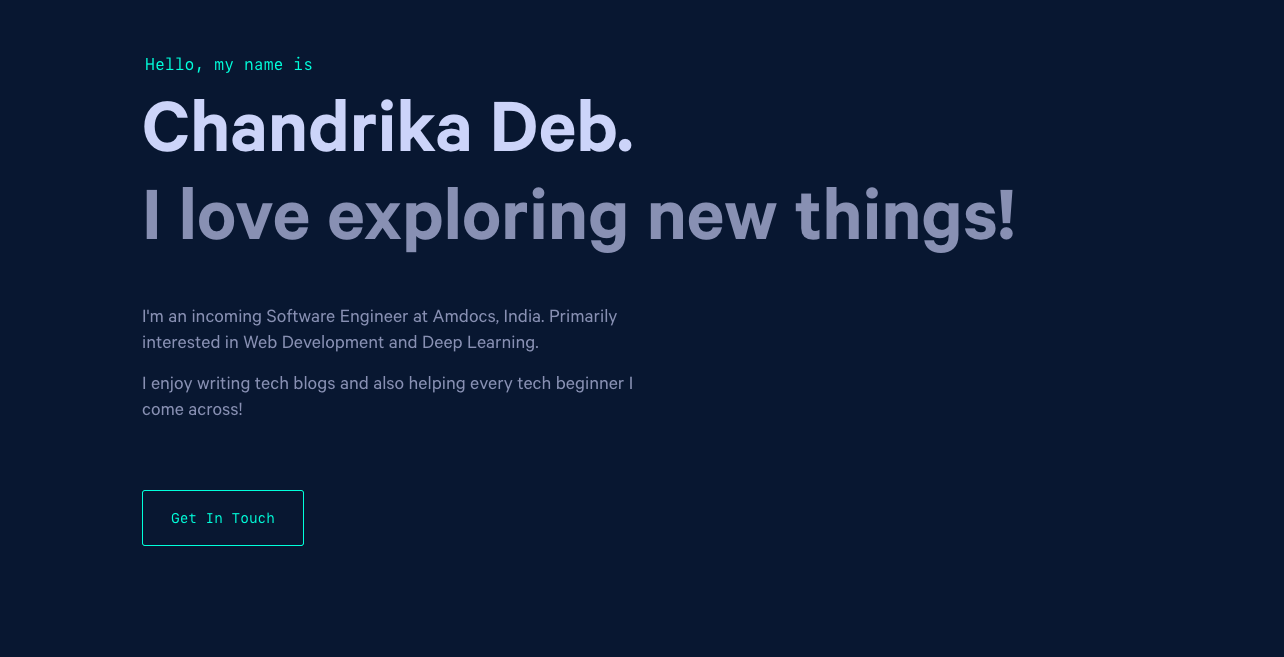 Hello, my name is
Chandrika Deb.
I love exploring new things!
I'm an incoming Software Engineer at Amdocs, India. Primarily
interested in Web Development and Deep Learning.
I enjoy writing tech blogs and also helping every tech beginner I
come across!
Get In Touch